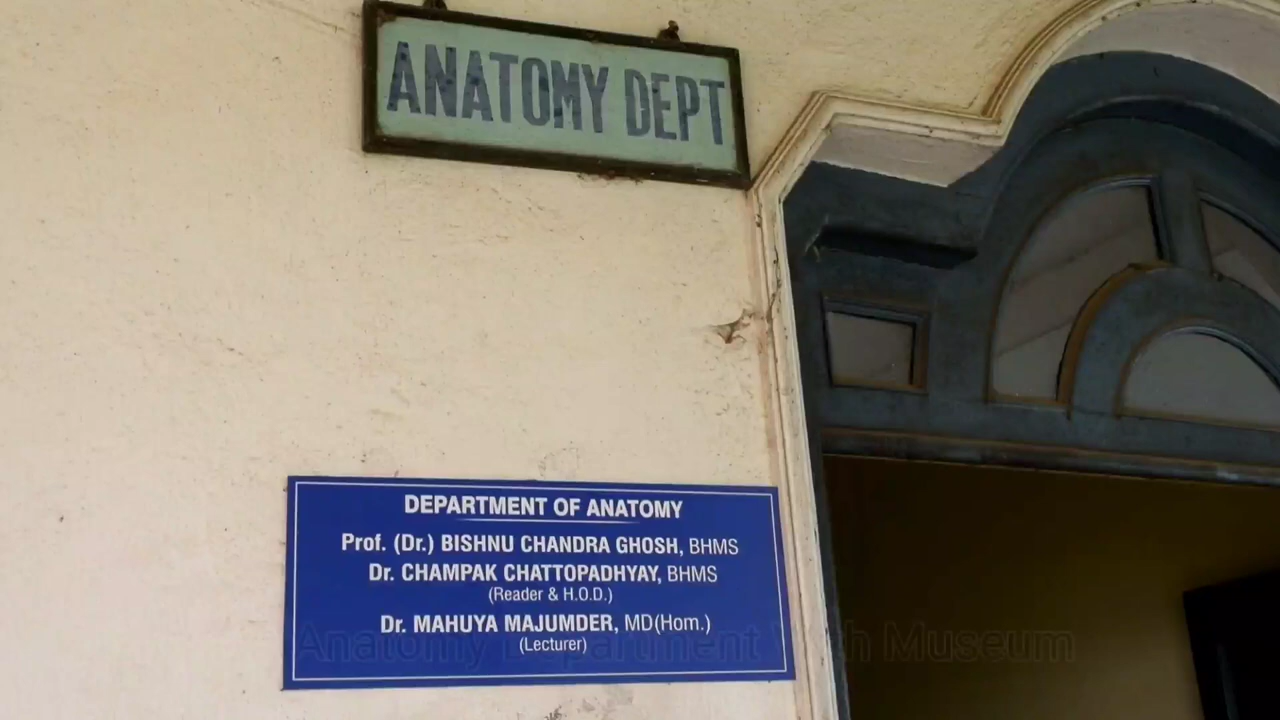 ANATOMY DEPT
DEPARTMENT OF ANATOMY
Prof. (Dr.) BISHNU CHANDRA GHOSH, BHMS
Dr. CHAMPAK CHATTOPADHYAY, BHMS
(Reader & H.O.D.)
Dr. MAHUYA MAJUMDER, MD(Hom.)
(Lecturer)
Anatomy Department With Museum